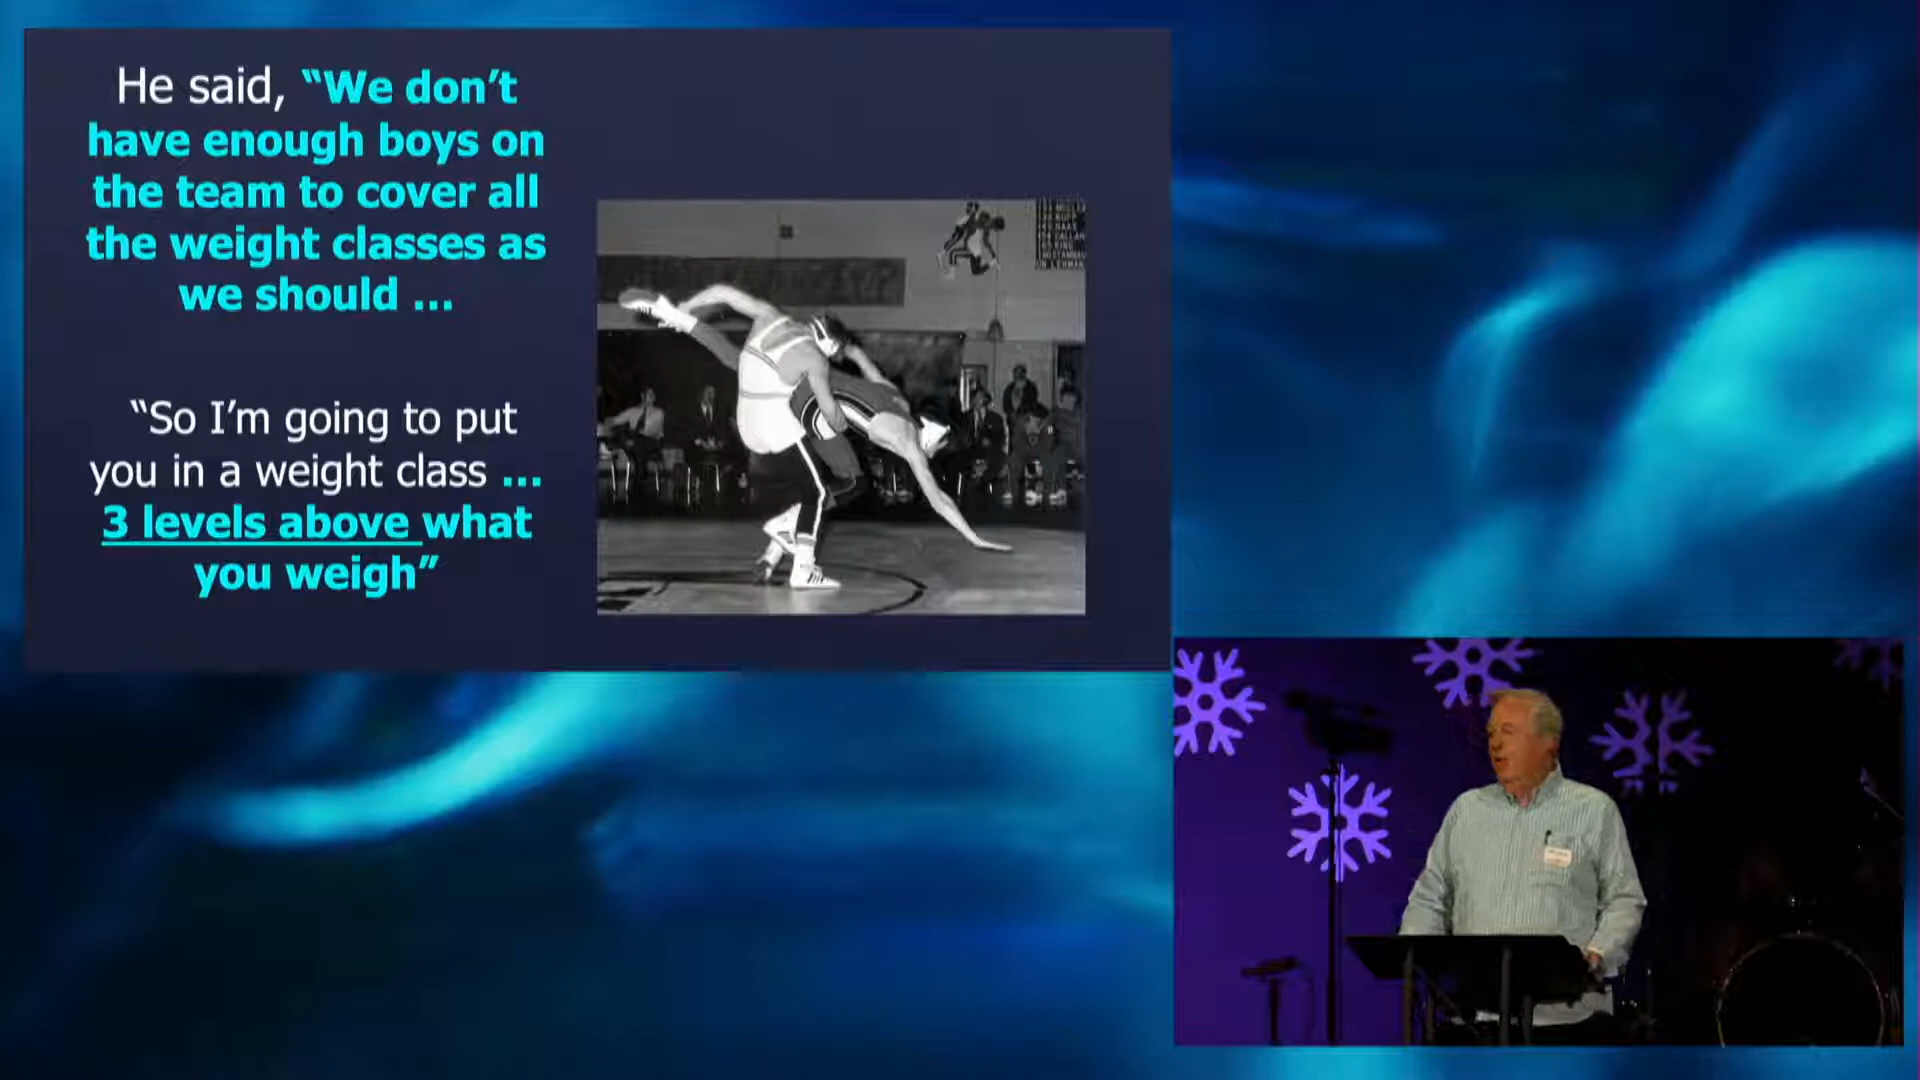 He said, “We don’t
have enough boys on
the team to cover all
the weight classes as
we should ...
“So I’m going to put
you in a weight class ...
3 levels above what
you weigh”